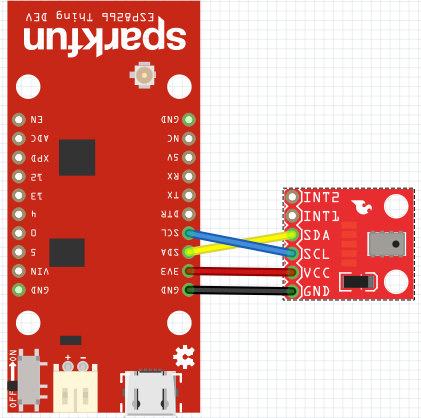 ESP8266 Thing DEV
sparkfun
EN
ADC
XPD
12
13
4
0
5
VIN
GND
GND
NC
5V
RX
TX
DTR
SCL
SDA
3V3
GND
INT2
INT1
SDA
SCL
VCC
GND
+ -
ON
OFF